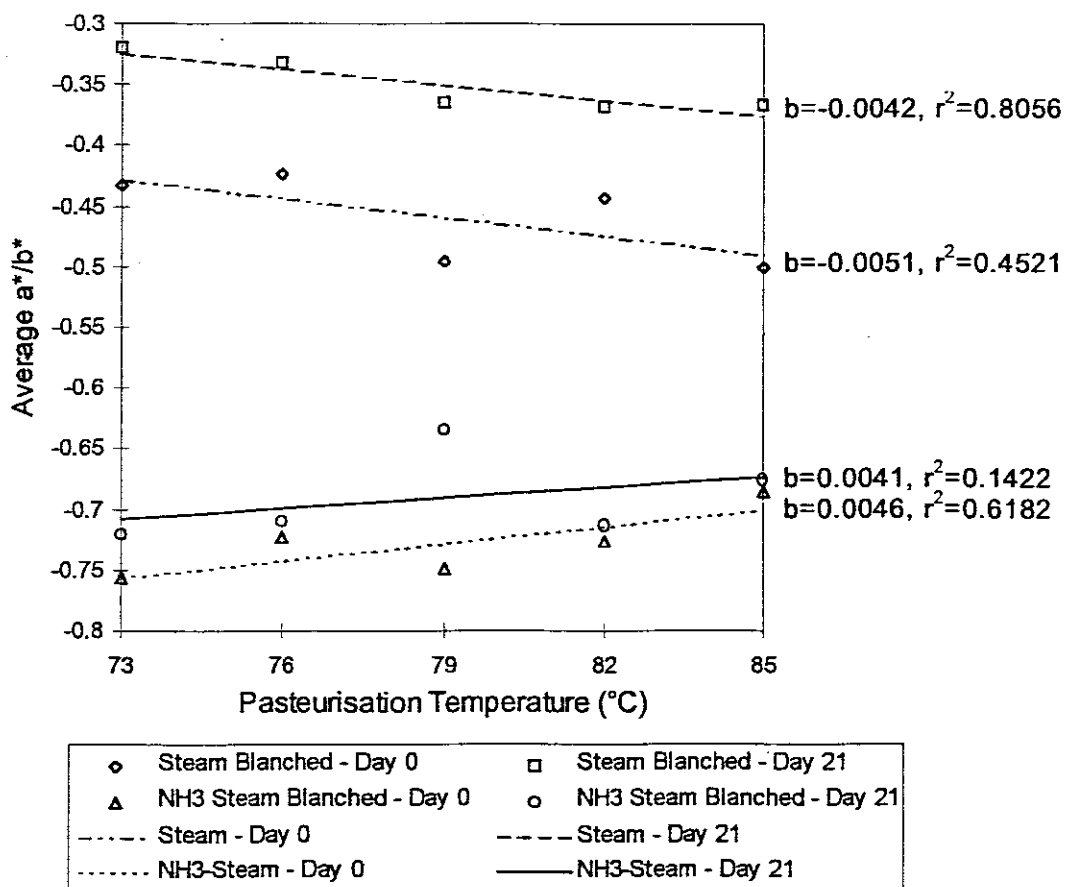 -0.3
-0.35
-0.4
-0.45
-0.5
-0.55
-0.6
-0.65
-0.7
-0.75
-0.8
Average a*/b*
b=-0.0042, r²=0.8056
b=-0.0051, r²=0.4521
b=0.0041, r²=0.1422
b=0.0046, r²=0.6182
73 76 79 82 85
Pasteurisation Temperature (°C)
Steam Blanched - Day 0 Steam Blanched - Day 21
NH3 Steam Blanched - Day 0 NH3 Steam Blanched - Day 21
Steam - Day 0 Steam - Day 21
NH3-Steam - Day 0 NH3-Steam - Day 21